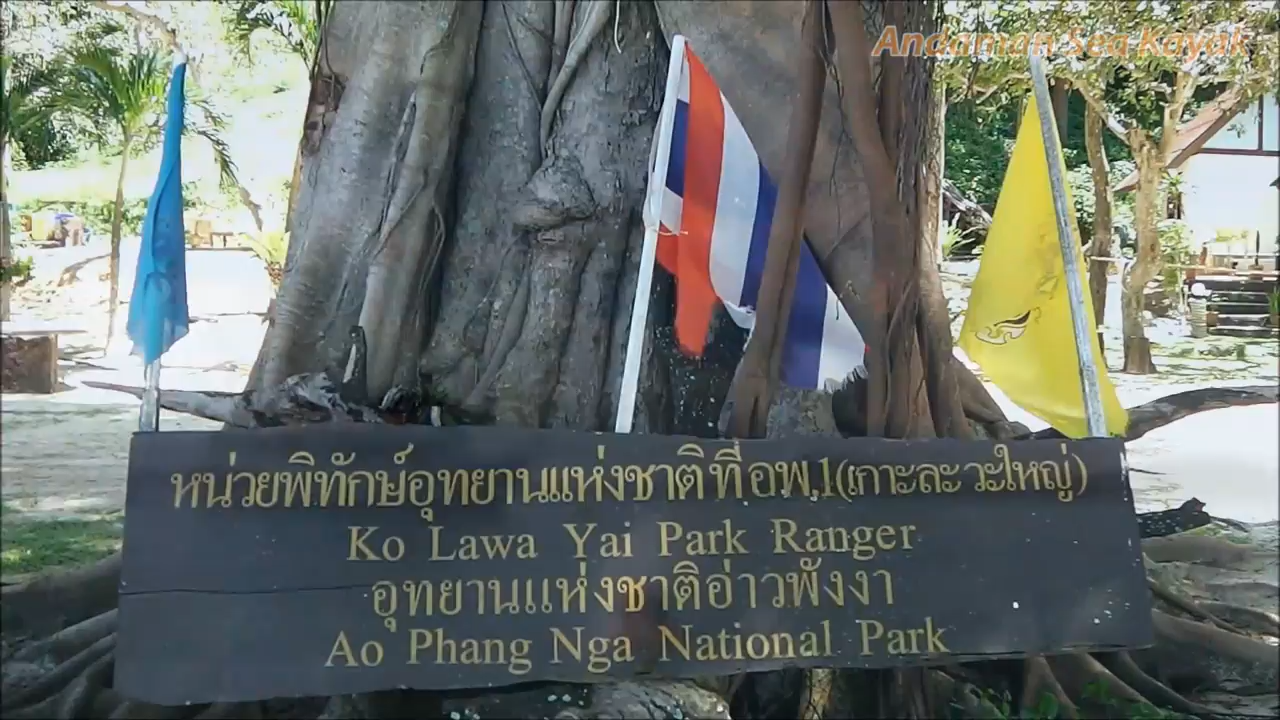 Andaman Sea Kayak
หน่วยพิทักษ์อุทยานแห่งชาติ ที่ อพ.1(เกาะละวะใหญ่)
Ko Lawa Yai Park Ranger
อุทยานแห่งชาติอ่าวพังงา
Ao Phang Nga National Park